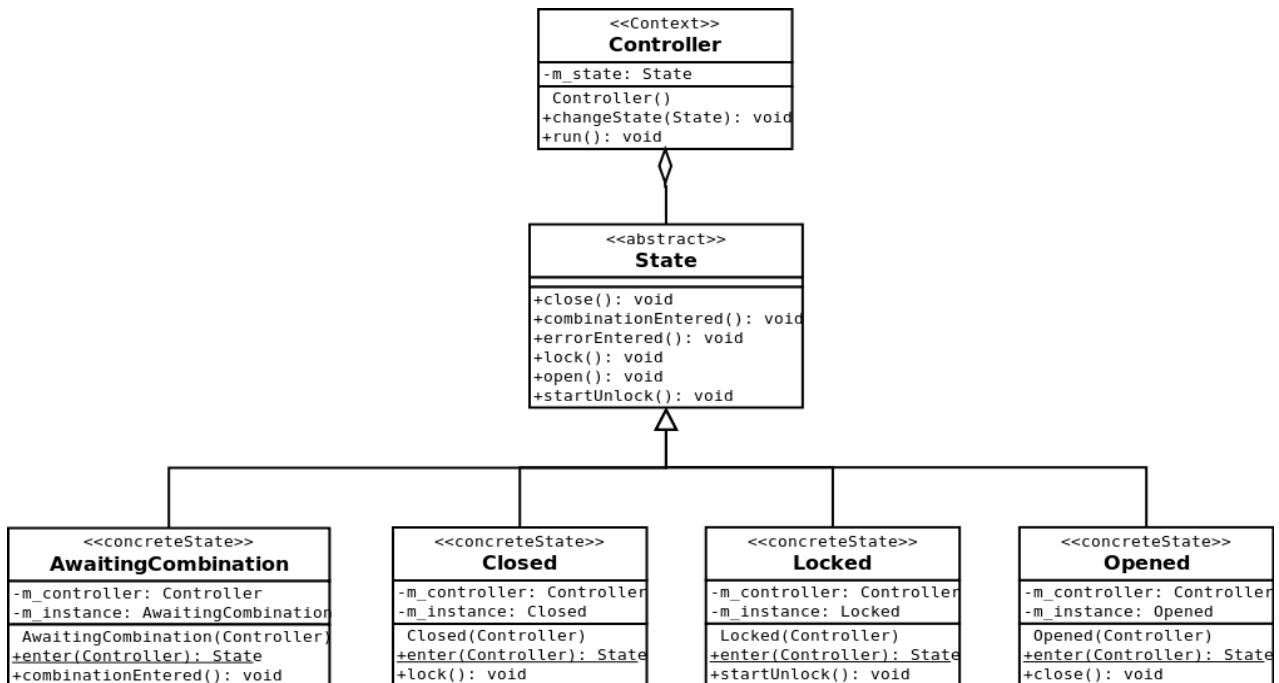 <<Context>>
Controller
-m_state: State
Controller()
+changeState(State): void
+run(): void
<<abstract>>
State
+close(): void
+combinationEntered(): void
+errorEntered(): void
+lock(): void
+open(): void
+startUnlock(): void
<<concreteState>>
AwaitingCombination
-m_controller: Controller
-m_instance: AwaitingCombination
AwaitingCombination(Controller)
+enter(Controller): State
+combinationEntered(): void
<<concreteState>>
Closed
-m_controller: Controller
-m_instance: Closed
Closed(Controller)
+enter(Controller): State
+lock(): void
<<concreteState>>
Locked
-m_controller: Controller
-m_instance: Locked
Locked(Controller)
+enter(Controller): State
+startUnlock(): void
<<concreteState>>
Opened
-m_controller: Controller
-m_instance: Opened
Opened(Controller)
+enter(Controller): State
+close(): void